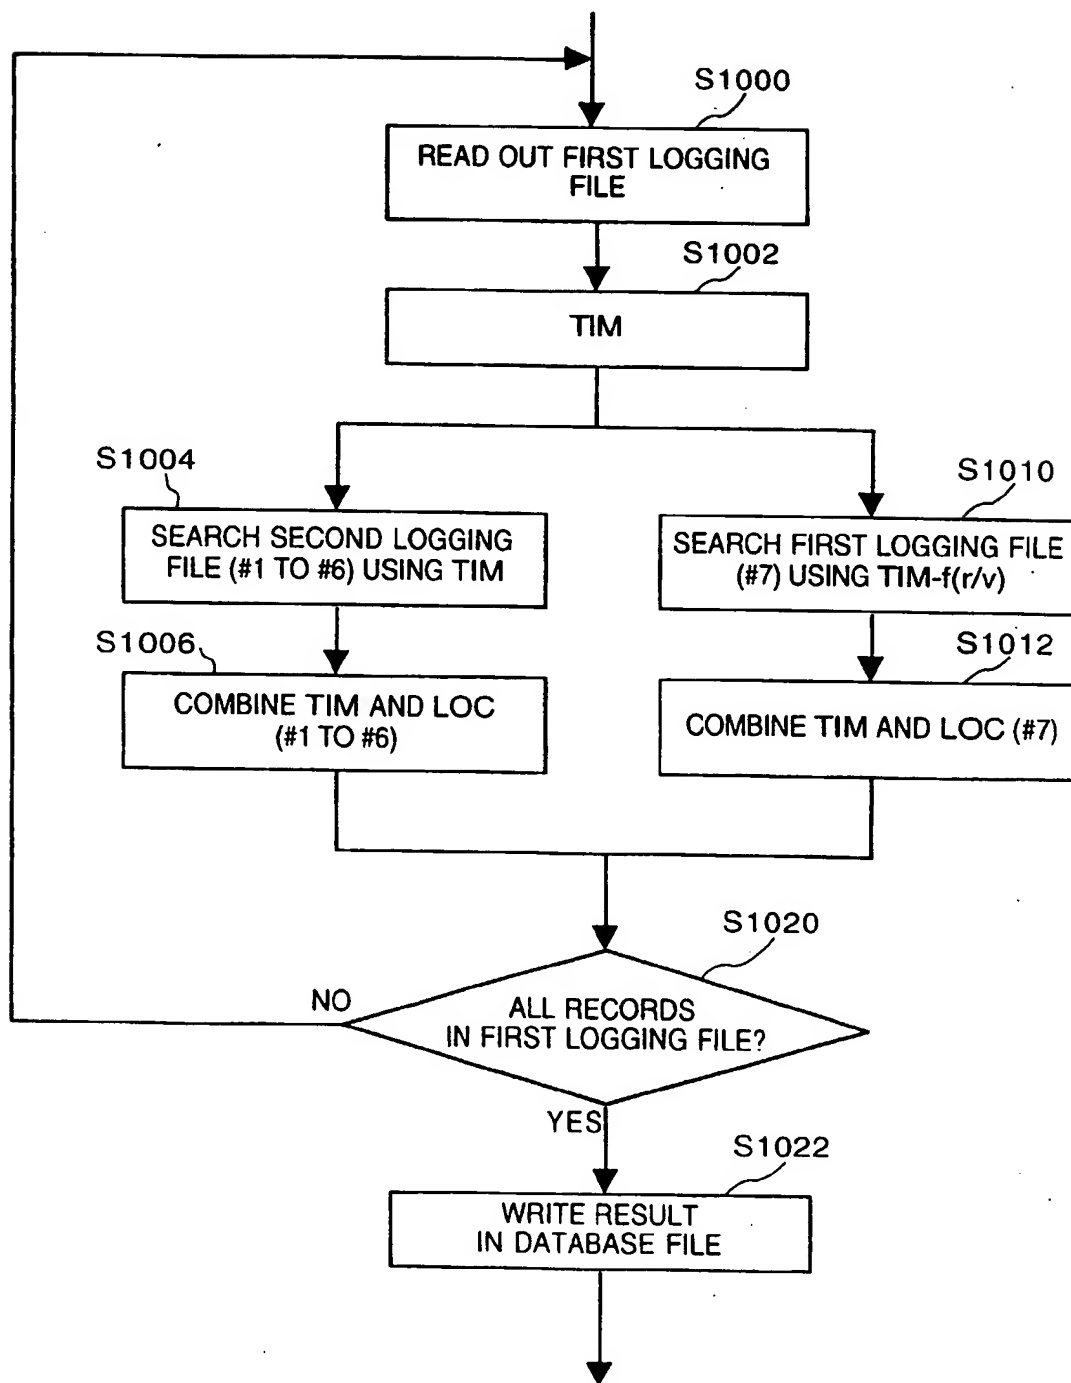 S1000
READ OUT FIRST LOGGING
FILE
S1002
TIM
S1004
SEARCH SECOND LOGGING
FILE (#1 TO #6) USING TIM
S1010
SEARCH FIRST LOGGING FILE
(#7) USING TIM-f(r/v)
S1006
COMBINE TIM AND LOC
(#1 TO #6)
S1012
COMBINE TIM AND LOC (#7)
S1020
NO
ALL RECORDS
IN FIRST LOGGING FILE?
YES
S1022
WRITE RESULT
IN DATABASE FILE